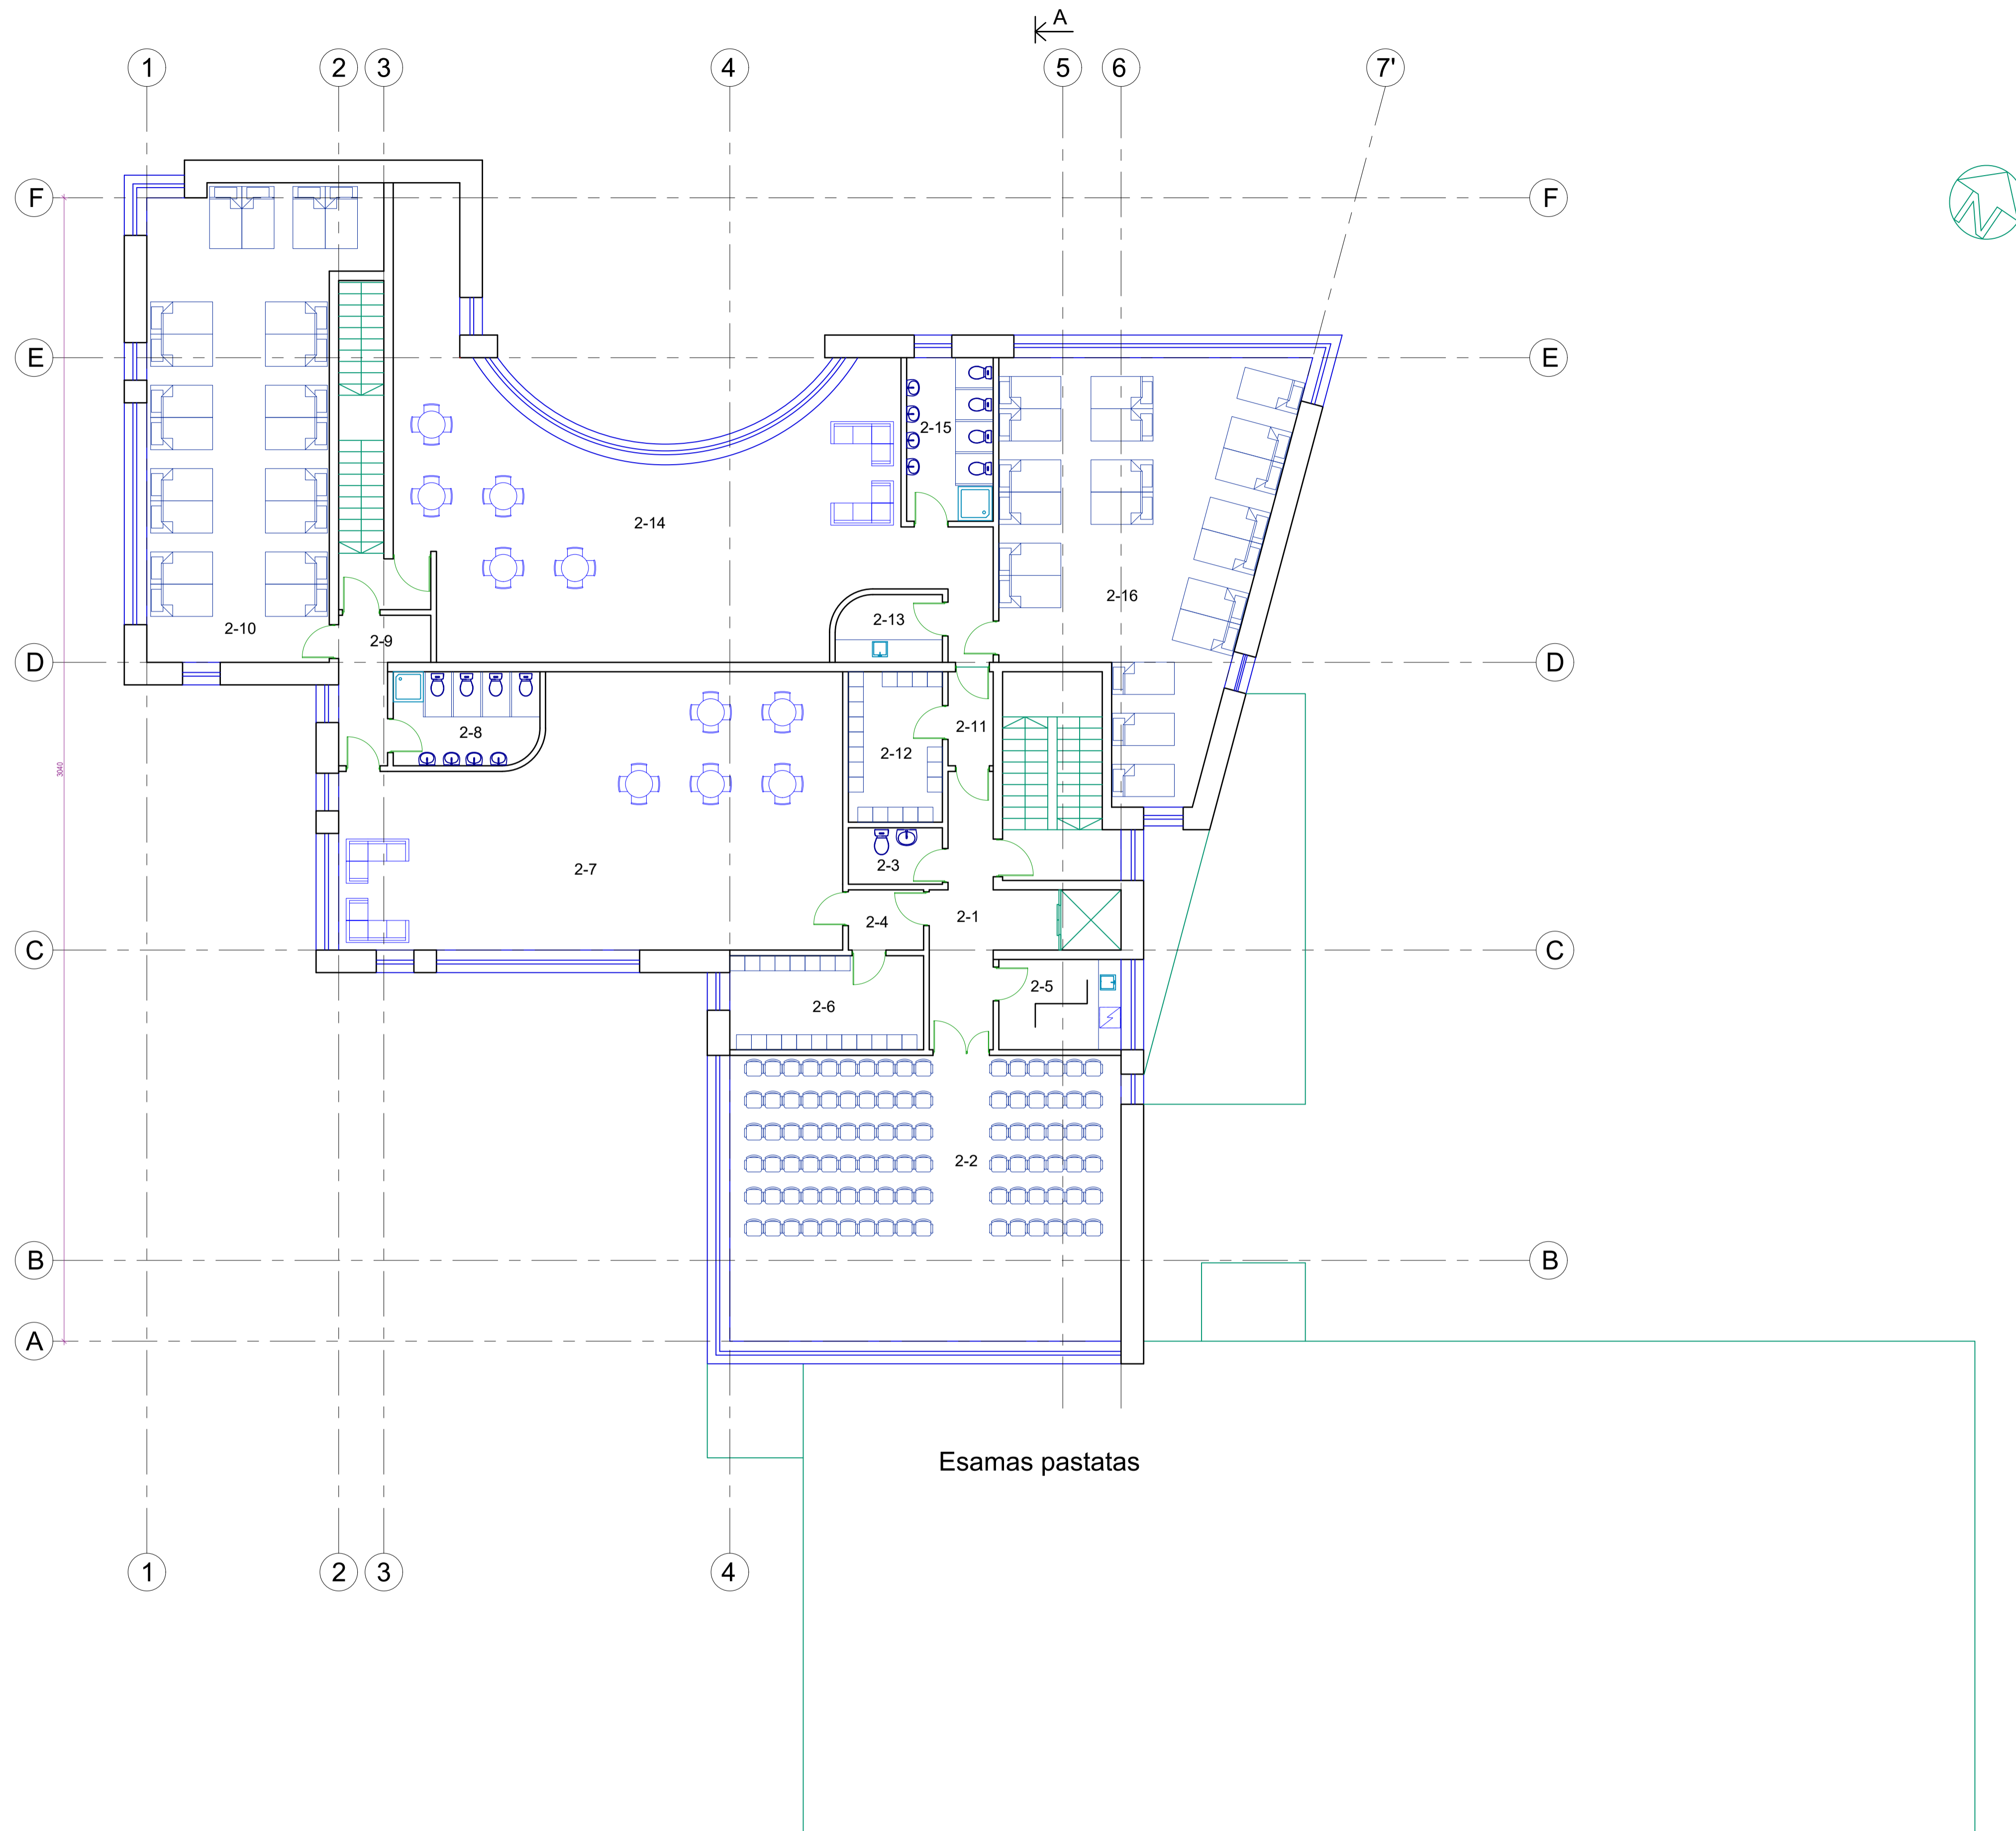 A
1 2 3 4 5 6 7'
F F
E E
2-15
2-14
2-16
2-13
2-10
2-9
D D
2-11
2-8
2-12
3040
2-3
2-7
2-1
2-4
C C
2-5
2-6
2-2
B B
A
Esamas pastatas
1 2 3 4
N